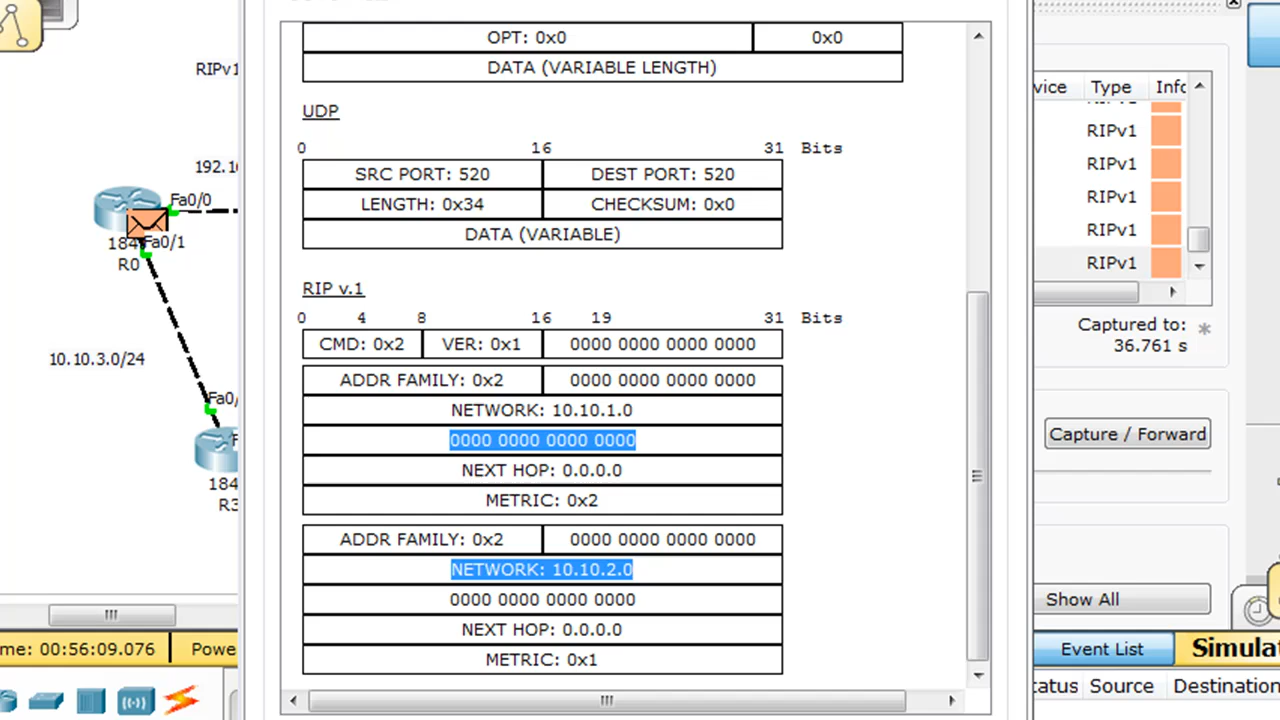 OPT: 0x0 0x0
DATA (VARIABLE LENGTH)
UDP
0 16 31 Bits
SRC PORT: 520 DEST PORT: 520
LENGTH: 0x34 CHECKSUM: 0x0
DATA (VARIABLE)
RIP v.1
0 4 8 16 19 31 Bits
CMD: 0x2 VER: 0x1 0000 0000 0000 0000
ADDR FAMILY: 0x2 0000 0000 0000 0000
NETWORK: 10.10.1.0
0000 0000 0000 0000
NEXT HOP: 0.0.0.0
METRIC: 0x2
ADDR FAMILY: 0x2 0000 0000 0000 0000
NETWORK: 10.10.2.0
0000 0000 0000 0000
NEXT HOP: 0.0.0.0
METRIC: 0x1
RIPv1
192.1
Fa0/0
184
Fa0/1
R0
10.10.3.0/24
Fa0/
184
R3
me: 00:56:09.076 Powe
vice Type Info
RIPv1
RIPv1
RIPv1
RIPv1
RIPv1
Captured to: *
36.761 s
Capture / Forward
Show All
Event List Simula
tatus Source Destination